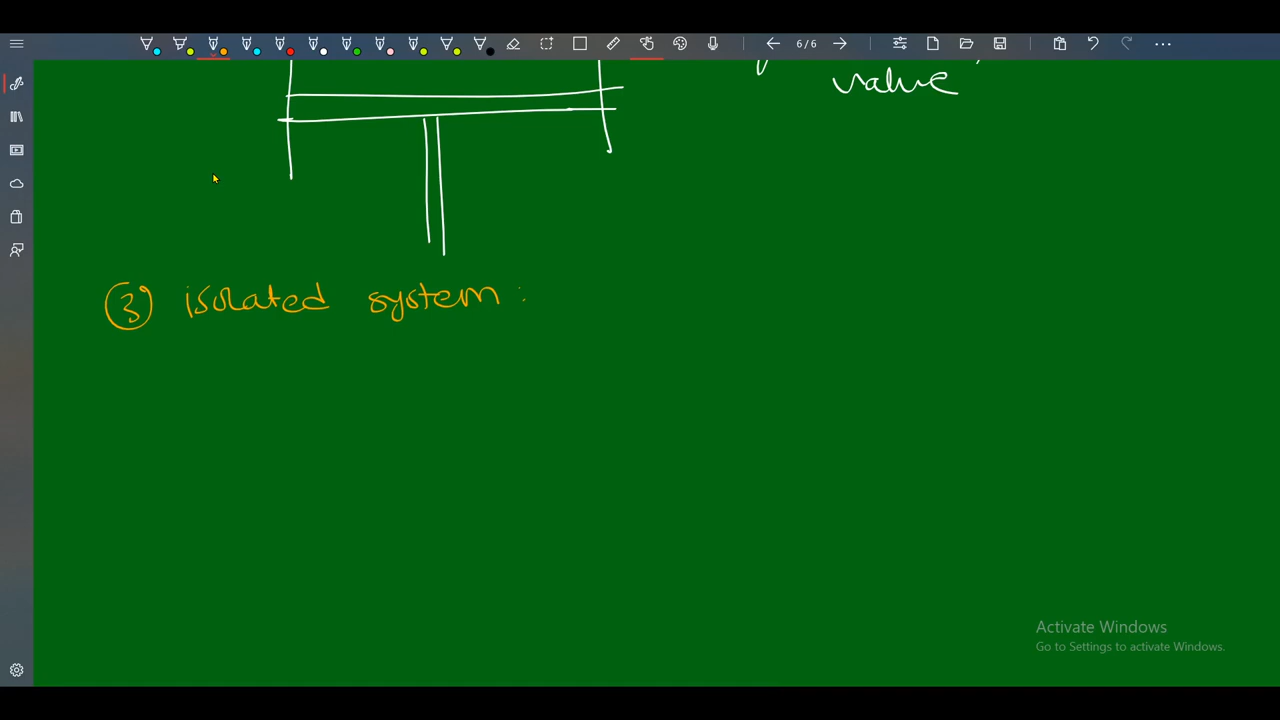 6/6
value
③ isolated system:
Activate Windows
Go to Settings to activate Windows.